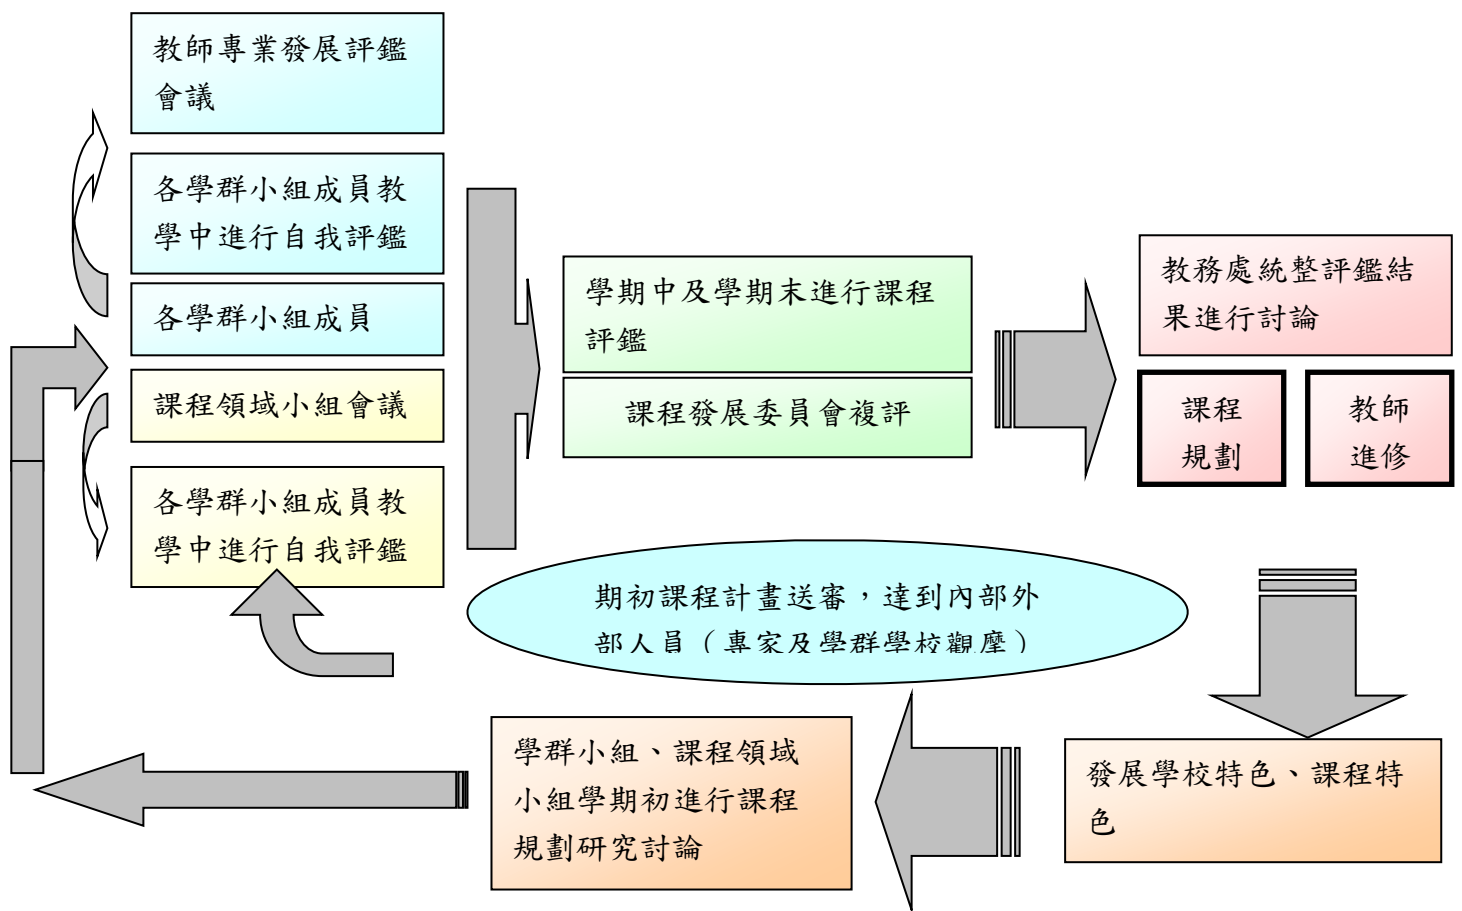 教師專業發展評鑑
會議
各學群小組成員教
學中進行自我評鑑
各學群小組成員
課程領域小組會議
各學群小組成員教
學中進行自我評鑑
學期中及學期末進行課程
評鑑
課程發展委員會複評
教務處統整評鑑結
果進行討論
課程
規劃
教師
進修
期初課程計畫送審，達到內部外
部人員（專家及學群學校觀摩）
發展學校特色、課程特
色
學群小組、課程領域
小組學期初進行課程
規劃研究討論